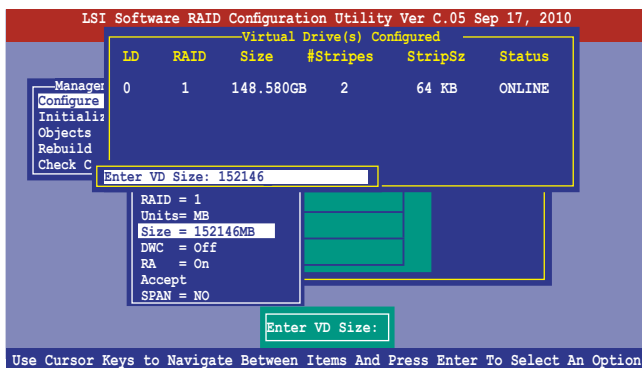 LSI Software RAID Configuration Utility Ver C.05 Sep 17, 2010
Virtual Drive(s) Configured
LD RAID Size #Stripes StripSz Status
0 1 148.580GB 2 64 KB ONLINE
Managem
Configure
Initializ
Objects
Rebuild
Check C
Enter VD Size: 152146
RAID = 1
Units= MB
Size = 152146MB
DWC = Off
RA = On
Accept
SPAN = NO
Enter VD Size:
Use Cursor Keys to Navigate Between Items And Press Enter To Select An Option